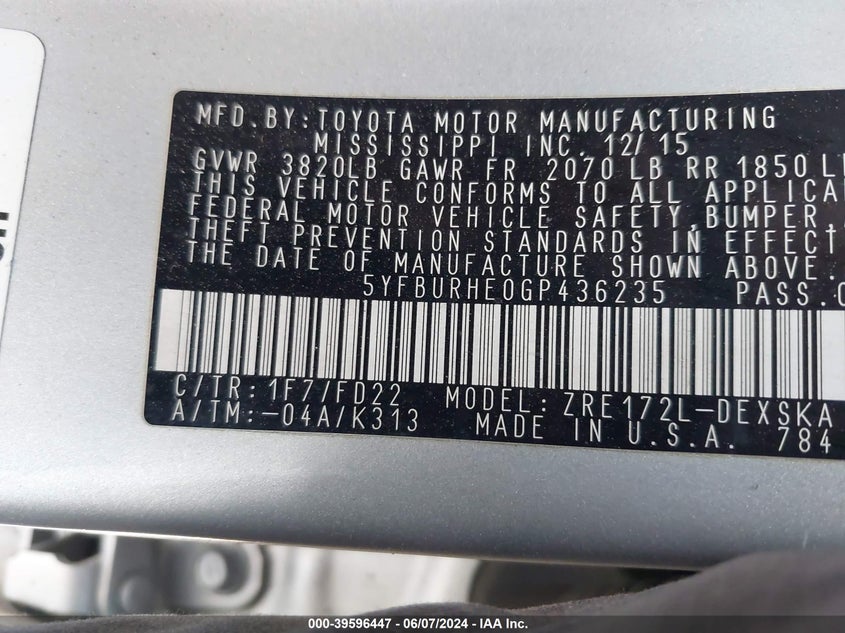 MFD.BY:TOYOTA MOTOR MANUFACTURING
MISSISSIPPI INC. 12/15
GVWR 3820LB GAWR FR 2070 LB RR 1850 L
THIS VEHICLE CONFORMS TO ALL APPLICA
FEDERAL MOTOR VEHICLE SAFETY,BUMPER,
THEFT PREVENTION STANDARDS IN EFFECT
THE DATE OF MANUFACTURE SHOWN ABOVE.
5YFBURHE0GP436235 PASS.
C/TR:1F7/FD22 MODEL:ZRE172L-DEXSKA
A/TM:-04A/K313 MADE IN U.S.A. 784
000-39596447 - 06/07/2024 - IAA Inc.